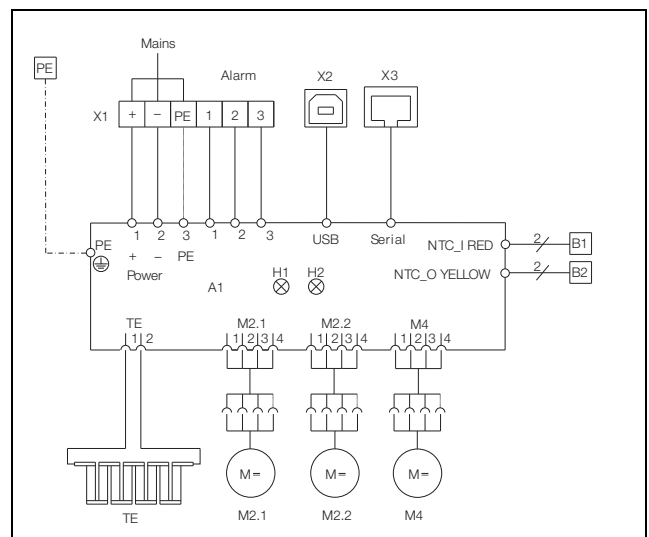 Mains
PE
Alarm
X2
X3
X1
+
–
PE
1
2
3
1
2
3
1
2
3
PE
+
–
PE
Power
USB
Serial
NTC_I RED
2
B1
NTC_O YELLOW
2
B2
A1
H1
H2
TE
M2.1
M2.2
M4
1 2
1 2 3 4
1 2 3 4
1 2 3 4
M=
M=
M=
TE
M2.1
M2.2
M4